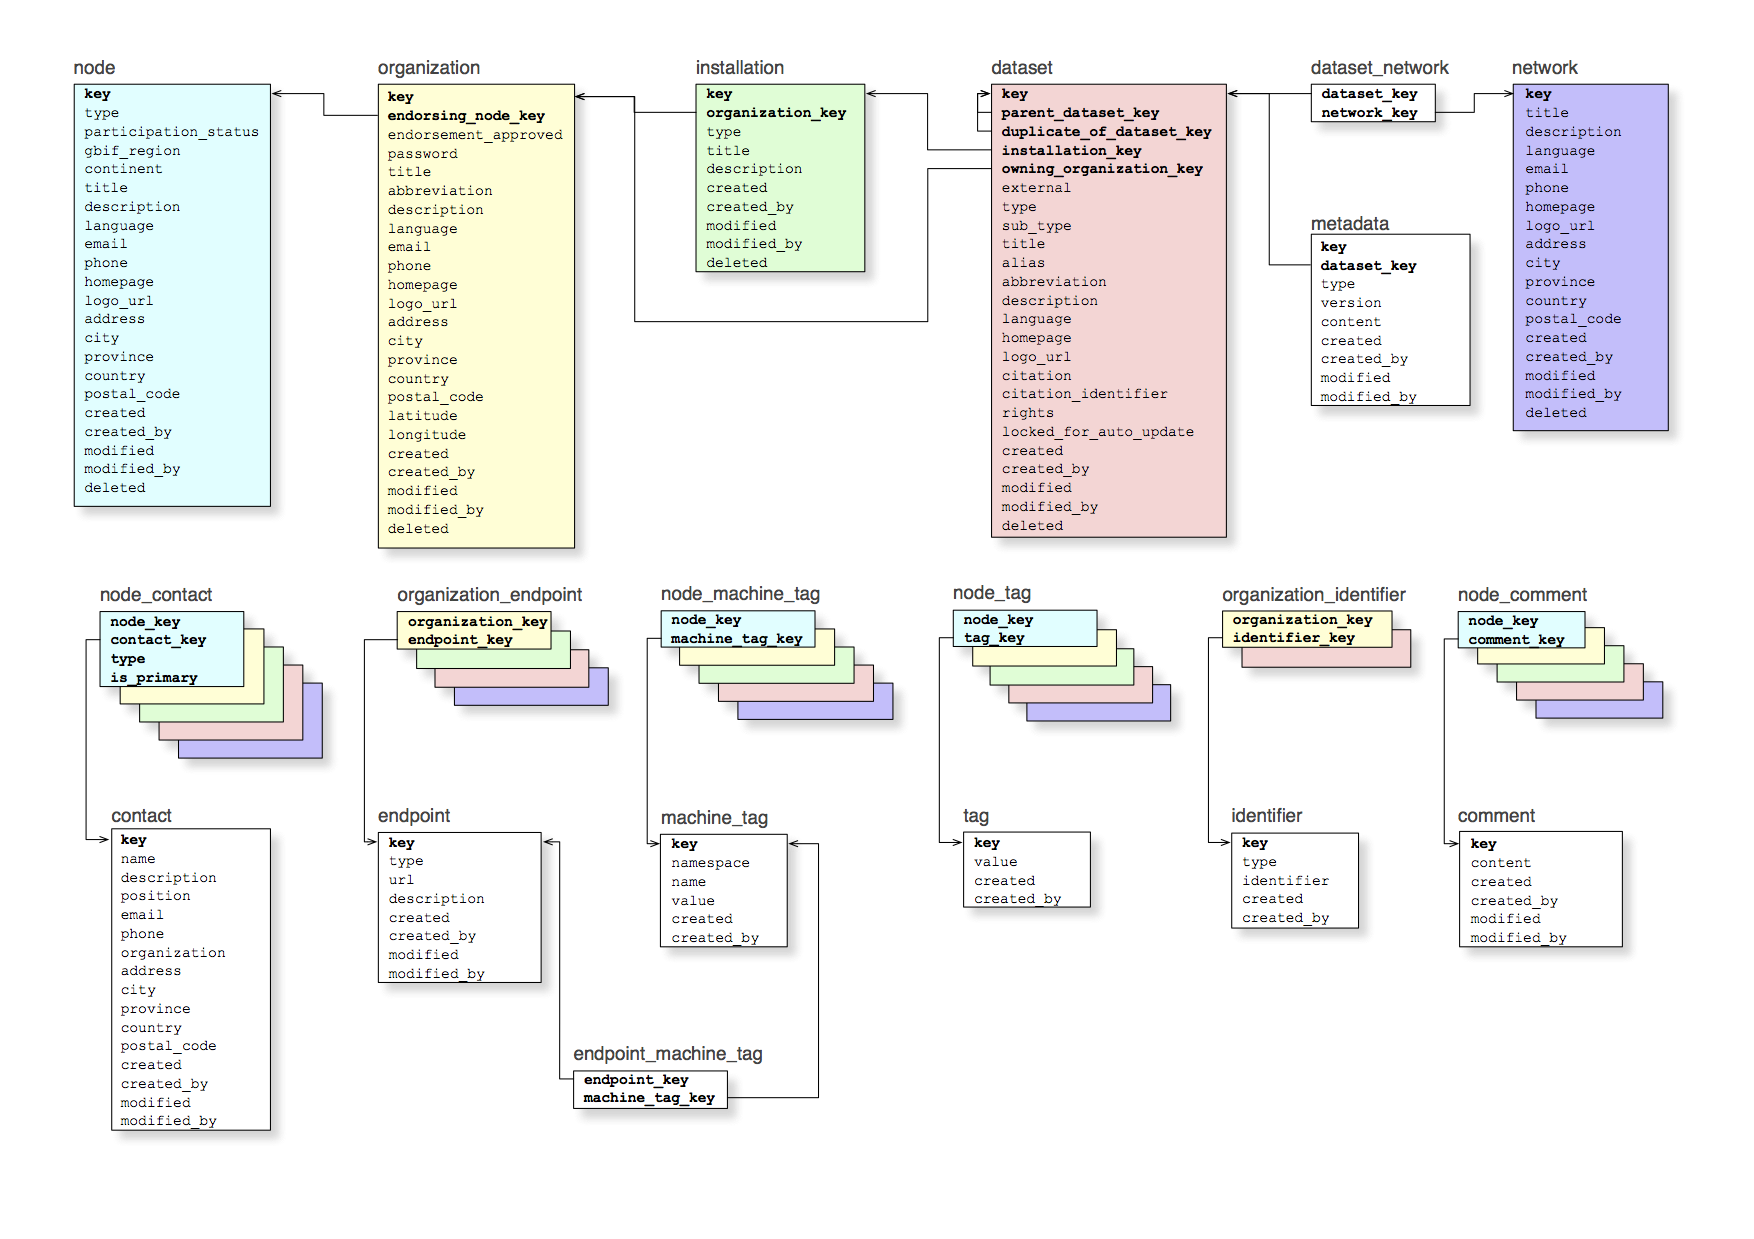 node
key
type
participation_status
gbif_region
continent
title
description
language
email
phone
homepage
logo_url
address
city
province
country
postal_code
created
created_by
modified
modified_by
deleted
organization
key
endorsing_node_key
endorsement_approved
password
title
abbreviation
description
language
email
phone
homepage
logo_url
address
city
province
country
postal_code
latitude
longitude
created
created_by
modified
modified_by
deleted
installation
key
organization_key
type
title
description
created
created_by
modified
modified_by
deleted
dataset
key
parent_dataset_key
duplicate_of_dataset_key
installation_key
owning_organization_key
external
type
sub_type
title
alias
abbreviation
description
language
homepage
logo_url
citation
citation_identifier
rights
locked_for_auto_update
created
created_by
modified
modified_by
deleted
dataset_network
dataset_key
network_key
metadata
key
dataset_key
type
version
content
created
created_by
modified
modified_by
network
key
title
description
language
email
phone
homepage
logo_url
address
city
province
country
postal_code
created
created_by
modified
modified_by
deleted
node_contact
node_key
contact_key
type
is_primary
organization_endpoint
organization_key
endpoint_key
node_machine_tag
node_key
machine_tag_key
node_tag
node_key
tag_key
organization_identifier
organization_key
identifier_key
node_comment
node_key
comment_key
contact
key
name
description
position
email
phone
organization
address
city
province
country
postal_code
created
created_by
modified
modified_by
endpoint
key
type
url
description
created
created_by
modified
modified_by
machine_tag
key
namespace
name
value
created
created_by
tag
key
value
created
created_by
identifier
key
type
identifier
created
created_by
comment
key
content
created
created_by
modified
modified_by
endpoint_machine_tag
endpoint_key
machine_tag_key